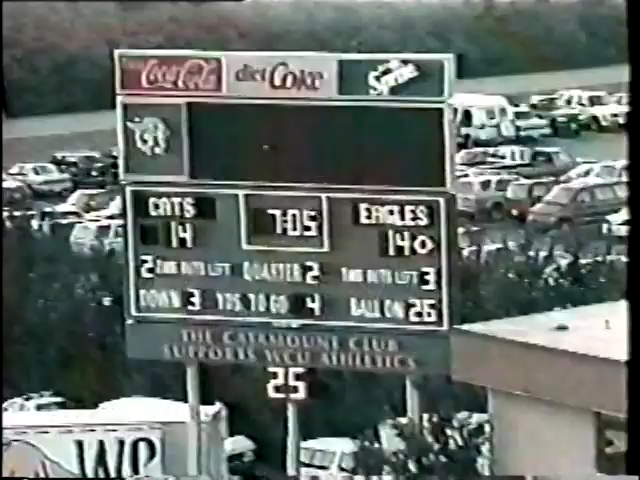 Coca-Cola diet Coke Sprite
CATS 7:05 EAGLES
14 14
2 TIME OUTS LEFT QUARTER 2 TIME OUTS LEFT 3
DOWN 3 YDS. TO GO 4 BALL ON 26
THE CATAMOUNT CLUB
SUPPORTS WCU ATHLETICS
25